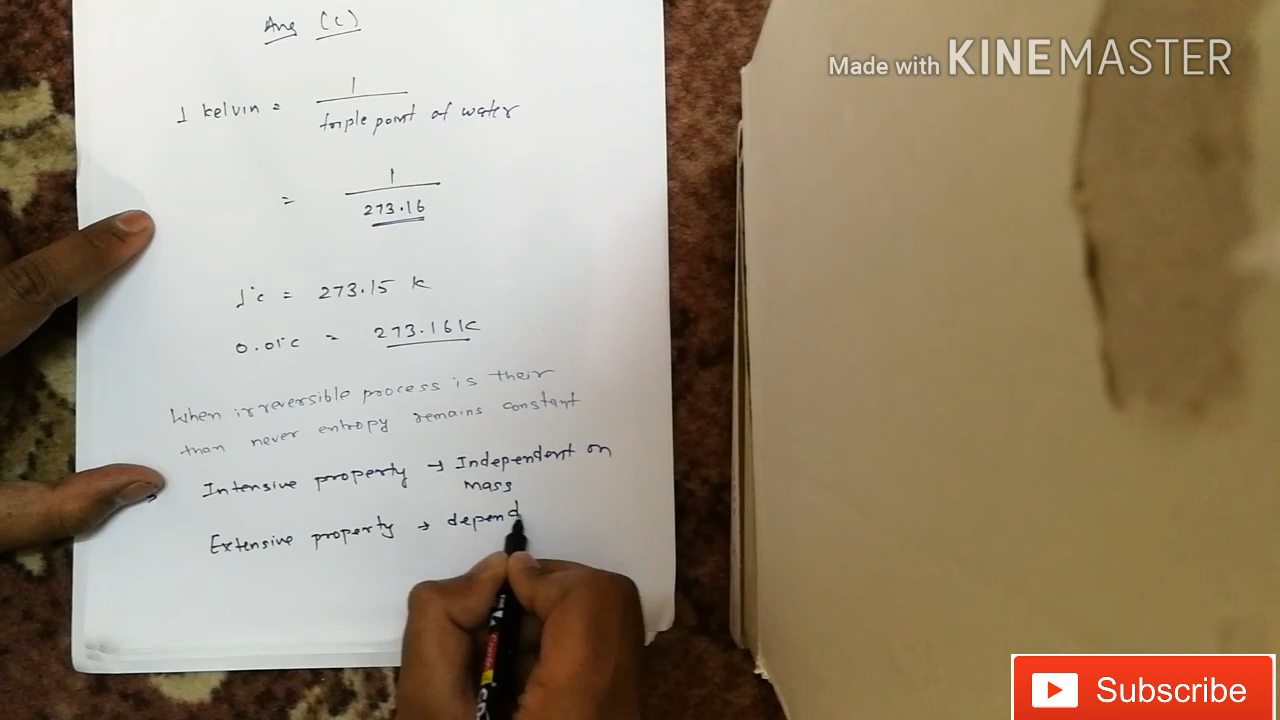 Ans (c)
1 kelvin = 1
triple point of water
= 1
273.16
1°c = 273.15 K
0.01°c = 273.16 K
When irreversible process is their
than never entropy remains constant
Intensive property → Independent on
mass
Extensive property → depend
Made with KINEMASTER
Subscribe